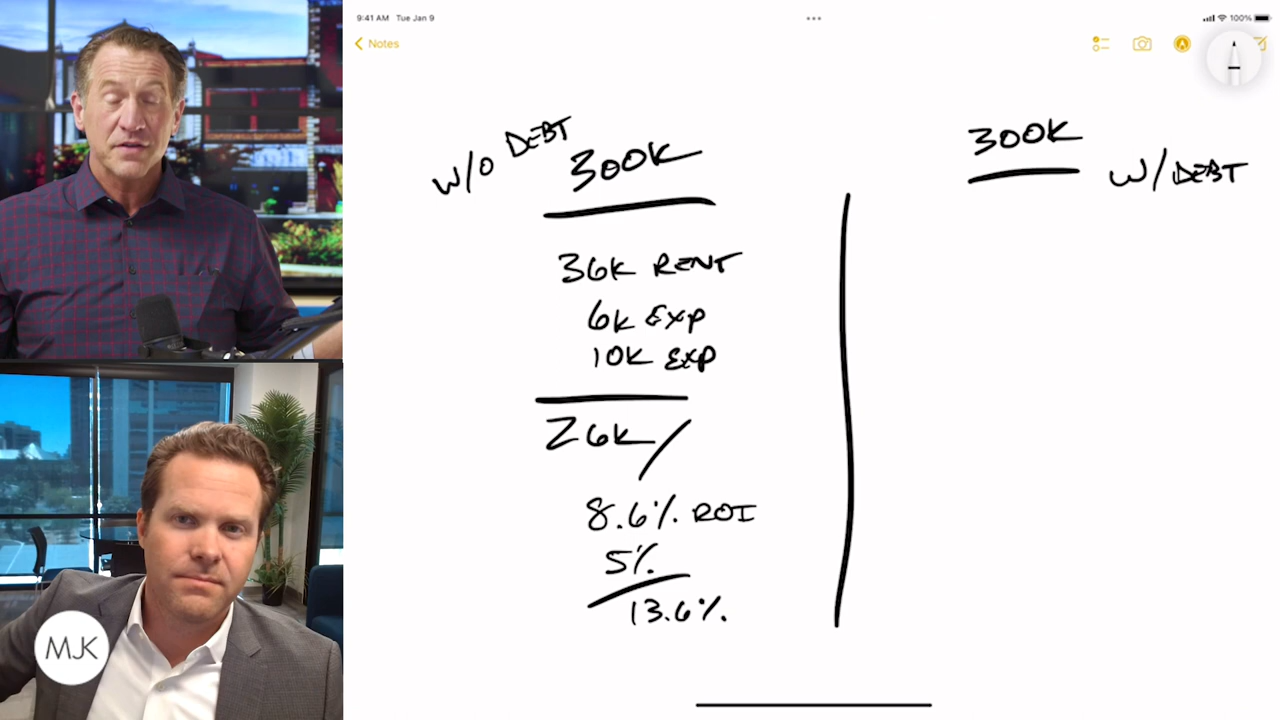 9:41 AM Tue Jan 9
100%
Notes
W/O DEBT
300K
36K RENT
6K EXP
10K EXP
26K/
8.6% ROI
5%
13.6%
300K
W/ DEBT
MJK